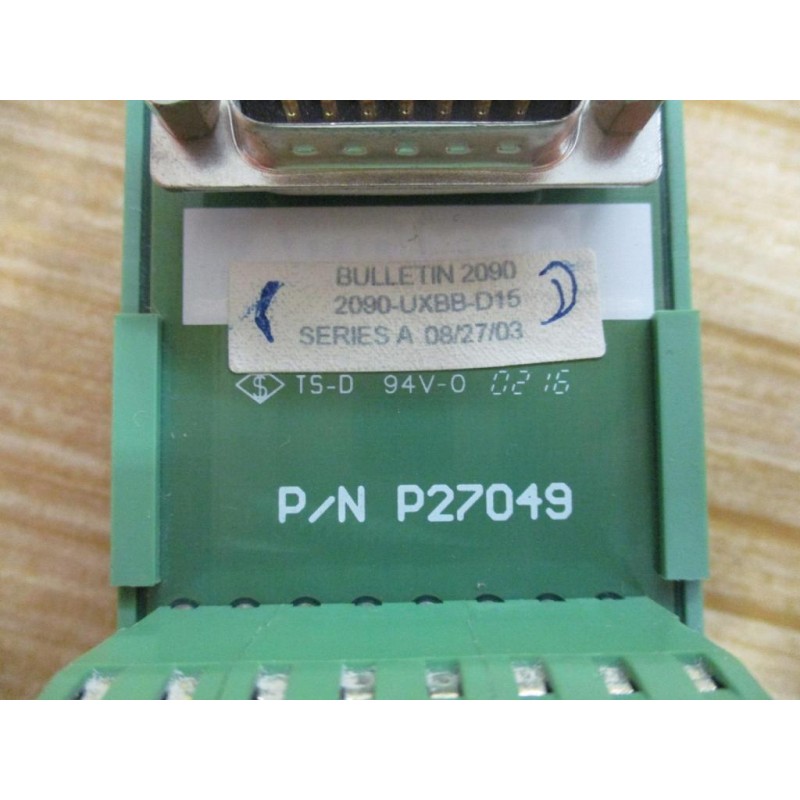 BULLETIN 2090
2090-UXBB-D15
SERIES A 08/27/03
TS-D 94V-0 0216
P/N P27049